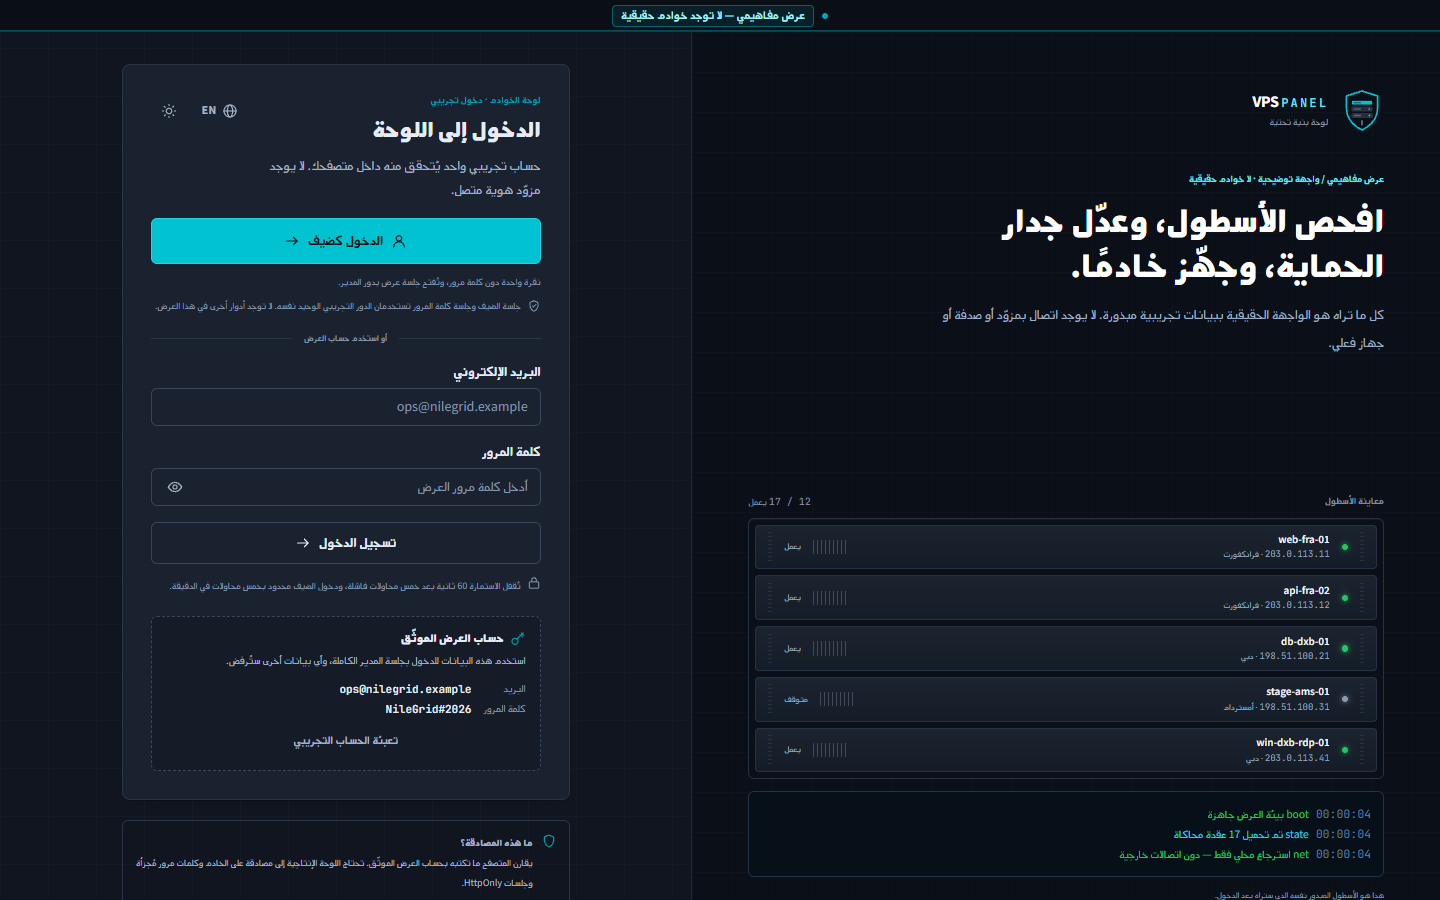 عرض مفاهيمي — لا توجد خوادم حقيقية
VPS PANEL
لوحة بنية تحتية
عرض مفاهيمي / واجهة توضيحية · لا خوادم حقيقية
افحص الأسطول، وعدّل جدار
الحماية، وجهّز خادمًا.
كل ما تراه هو الواجهة الحقيقية ببيانات تجريبية مبذورة. لا يوجد اتصال بمزوّد أو صدفة أو
جهاز فعلي.
معاينة الأسطول
12 / 17 يعمل
web-fra-01
203.0.113.11 · فرانكفورت
يعمل
api-fra-02
203.0.113.12 · فرانكفورت
يعمل
db-dxb-01
198.51.100.21 · دبي
يعمل
stage-ams-01
198.51.100.31 · أمستردام
متوقف
win-dxb-rdp-01
203.0.113.41 · دبي
يعمل
00:00:04 boot بيئة العرض جاهزة
00:00:04 state تم تحميل 17 عقدة محاكاة
00:00:04 net استرجاع محلي فقط — دون اتصالات خارجية
هذا هو الأسطول المبذور نفسه الذي ستراه بعد الدخول.
لوحة الخوادم · دخول تجريبي
EN
الدخول إلى اللوحة
حساب تجريبي واحد يُتحقق منه داخل متصفحك. لا يوجد
مزوّد هوية متصل.
الدخول كضيف
نقرة واحدة دون كلمة مرور، وتُفتح جلسة عرض بدور المدير.
جلسة الضيف وجلسة كلمة المرور تستخدمان الدور التجريبي الوحيد نفسه. لا توجد أدوار أخرى في هذا العرض.
أو استخدم حساب العرض
البريد الإلكتروني
ops@nilegrid.example
كلمة المرور
أدخل كلمة مرور العرض
تسجيل الدخول
تُقفل الاستمارة 60 ثانية بعد خمس محاولات فاشلة، ودخول الضيف محدود بخمس محاولات في الدقيقة.
حساب العرض الموثّق
استخدم هذه البيانات للدخول بجلسة المدير الكاملة، وأي بيانات أخرى ستُرفض.
البريد ops@nilegrid.example
كلمة المرور NileGrid#2026
تعبئة الحساب التجريبي
ما هذه المصادقة؟
يقارن المتصفح ما تكتبه بحساب العرض الموثّق. تحتاج اللوحة الإنتاجية إلى مصادقة على الخادم وكلمات مرور مُجزأة
وجلسات HttpOnly.